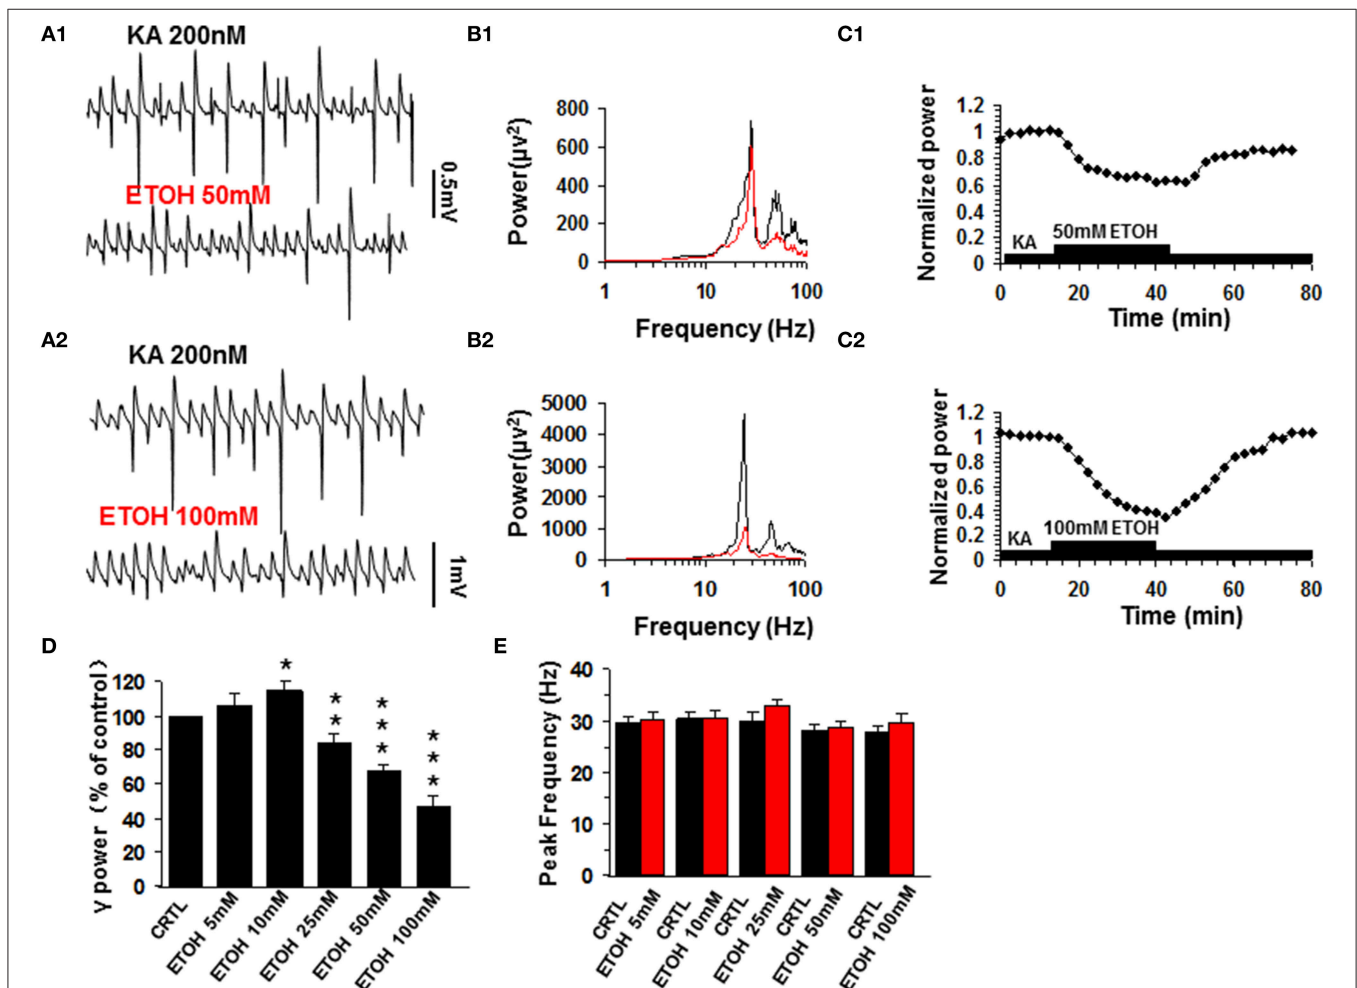 A1
KA 200nM
ETOH 50mM
0.5mV
B1
Power(μv²)
800
600
400
200
0
1 10 100
Frequency (Hz)
C1
Normalized power
1.2
1
0.8
0.6
0.4
0.2
0
KA
50mM ETOH
0 20 40 60 80
Time (min)
A2
KA 200nM
ETOH 100mM
1mV
B2
Power(μv²)
5000
4000
3000
2000
1000
0
1 10 100
Frequency (Hz)
C2
Normalized power
1.2
1
0.8
0.6
0.4
0.2
0
KA
100mM ETOH
0 20 40 60 80
Time (min)
D
γ power (% of control)
120
100
80
60
40
20
0
*
**
***
***
CRTL
ETOH 5mM
ETOH 10mM
ETOH 25mM
ETOH 50mM
ETOH 100mM
E
Peak Frequency (Hz)
40
30
20
10
0
CRTL
ETOH 5mM
CRTL
ETOH 10mM
CRTL
ETOH 25mM
CRTL
ETOH 50mM
CRTL
ETOH 100mM